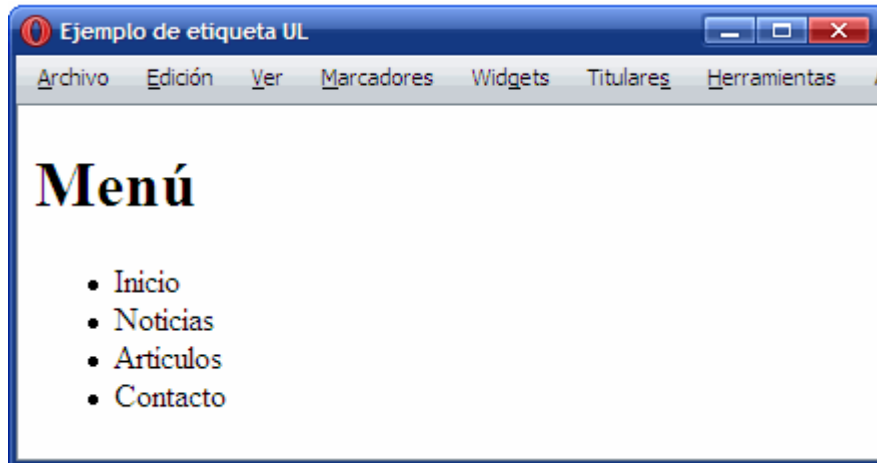 Ejemplo de etiqueta UL
Archivo Edición Ver Marcadores Widgets Titulares Herramientas
Menú
Inicio
Noticias
Artículos
Contacto